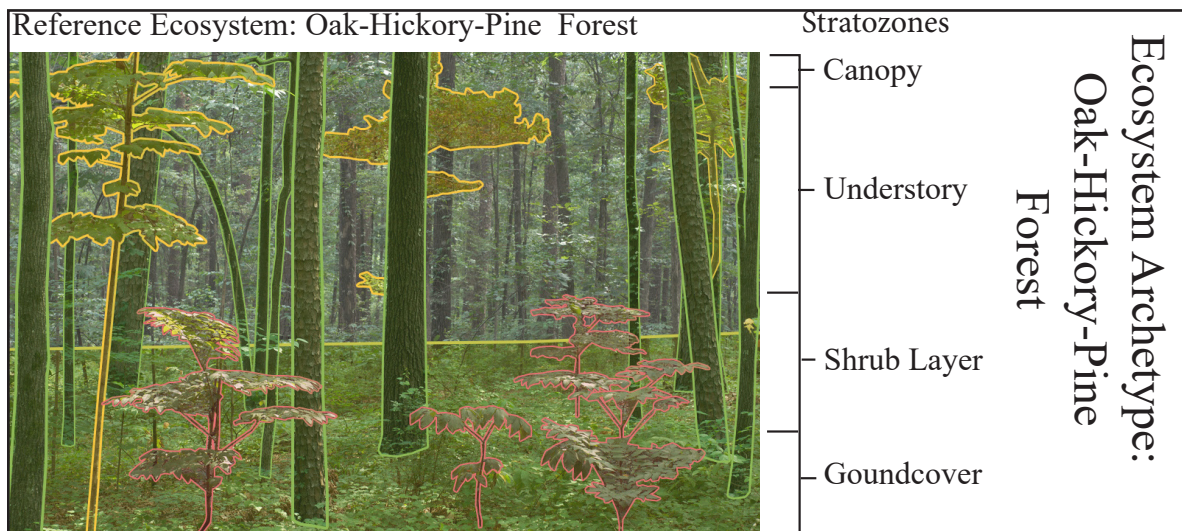 Reference Ecosystem: Oak-Hickory-Pine Forest
Stratozones
Canopy
Understory
Shrub Layer
Goundcover
Ecosystem Archetype:
Oak-Hickory-Pine
Forest